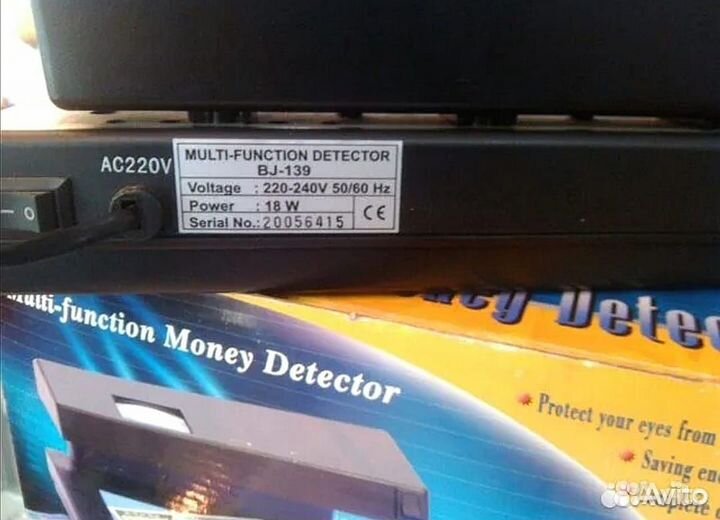 AC220V
MULTI-FUNCTION DETECTOR
BJ-139
Voltage : 220-240V 50/60 Hz
Power : 18 W
Serial No.: 20056415
CE
O
Multi-function Money Detector
Money
Protect your eyes from
Saving
Avito